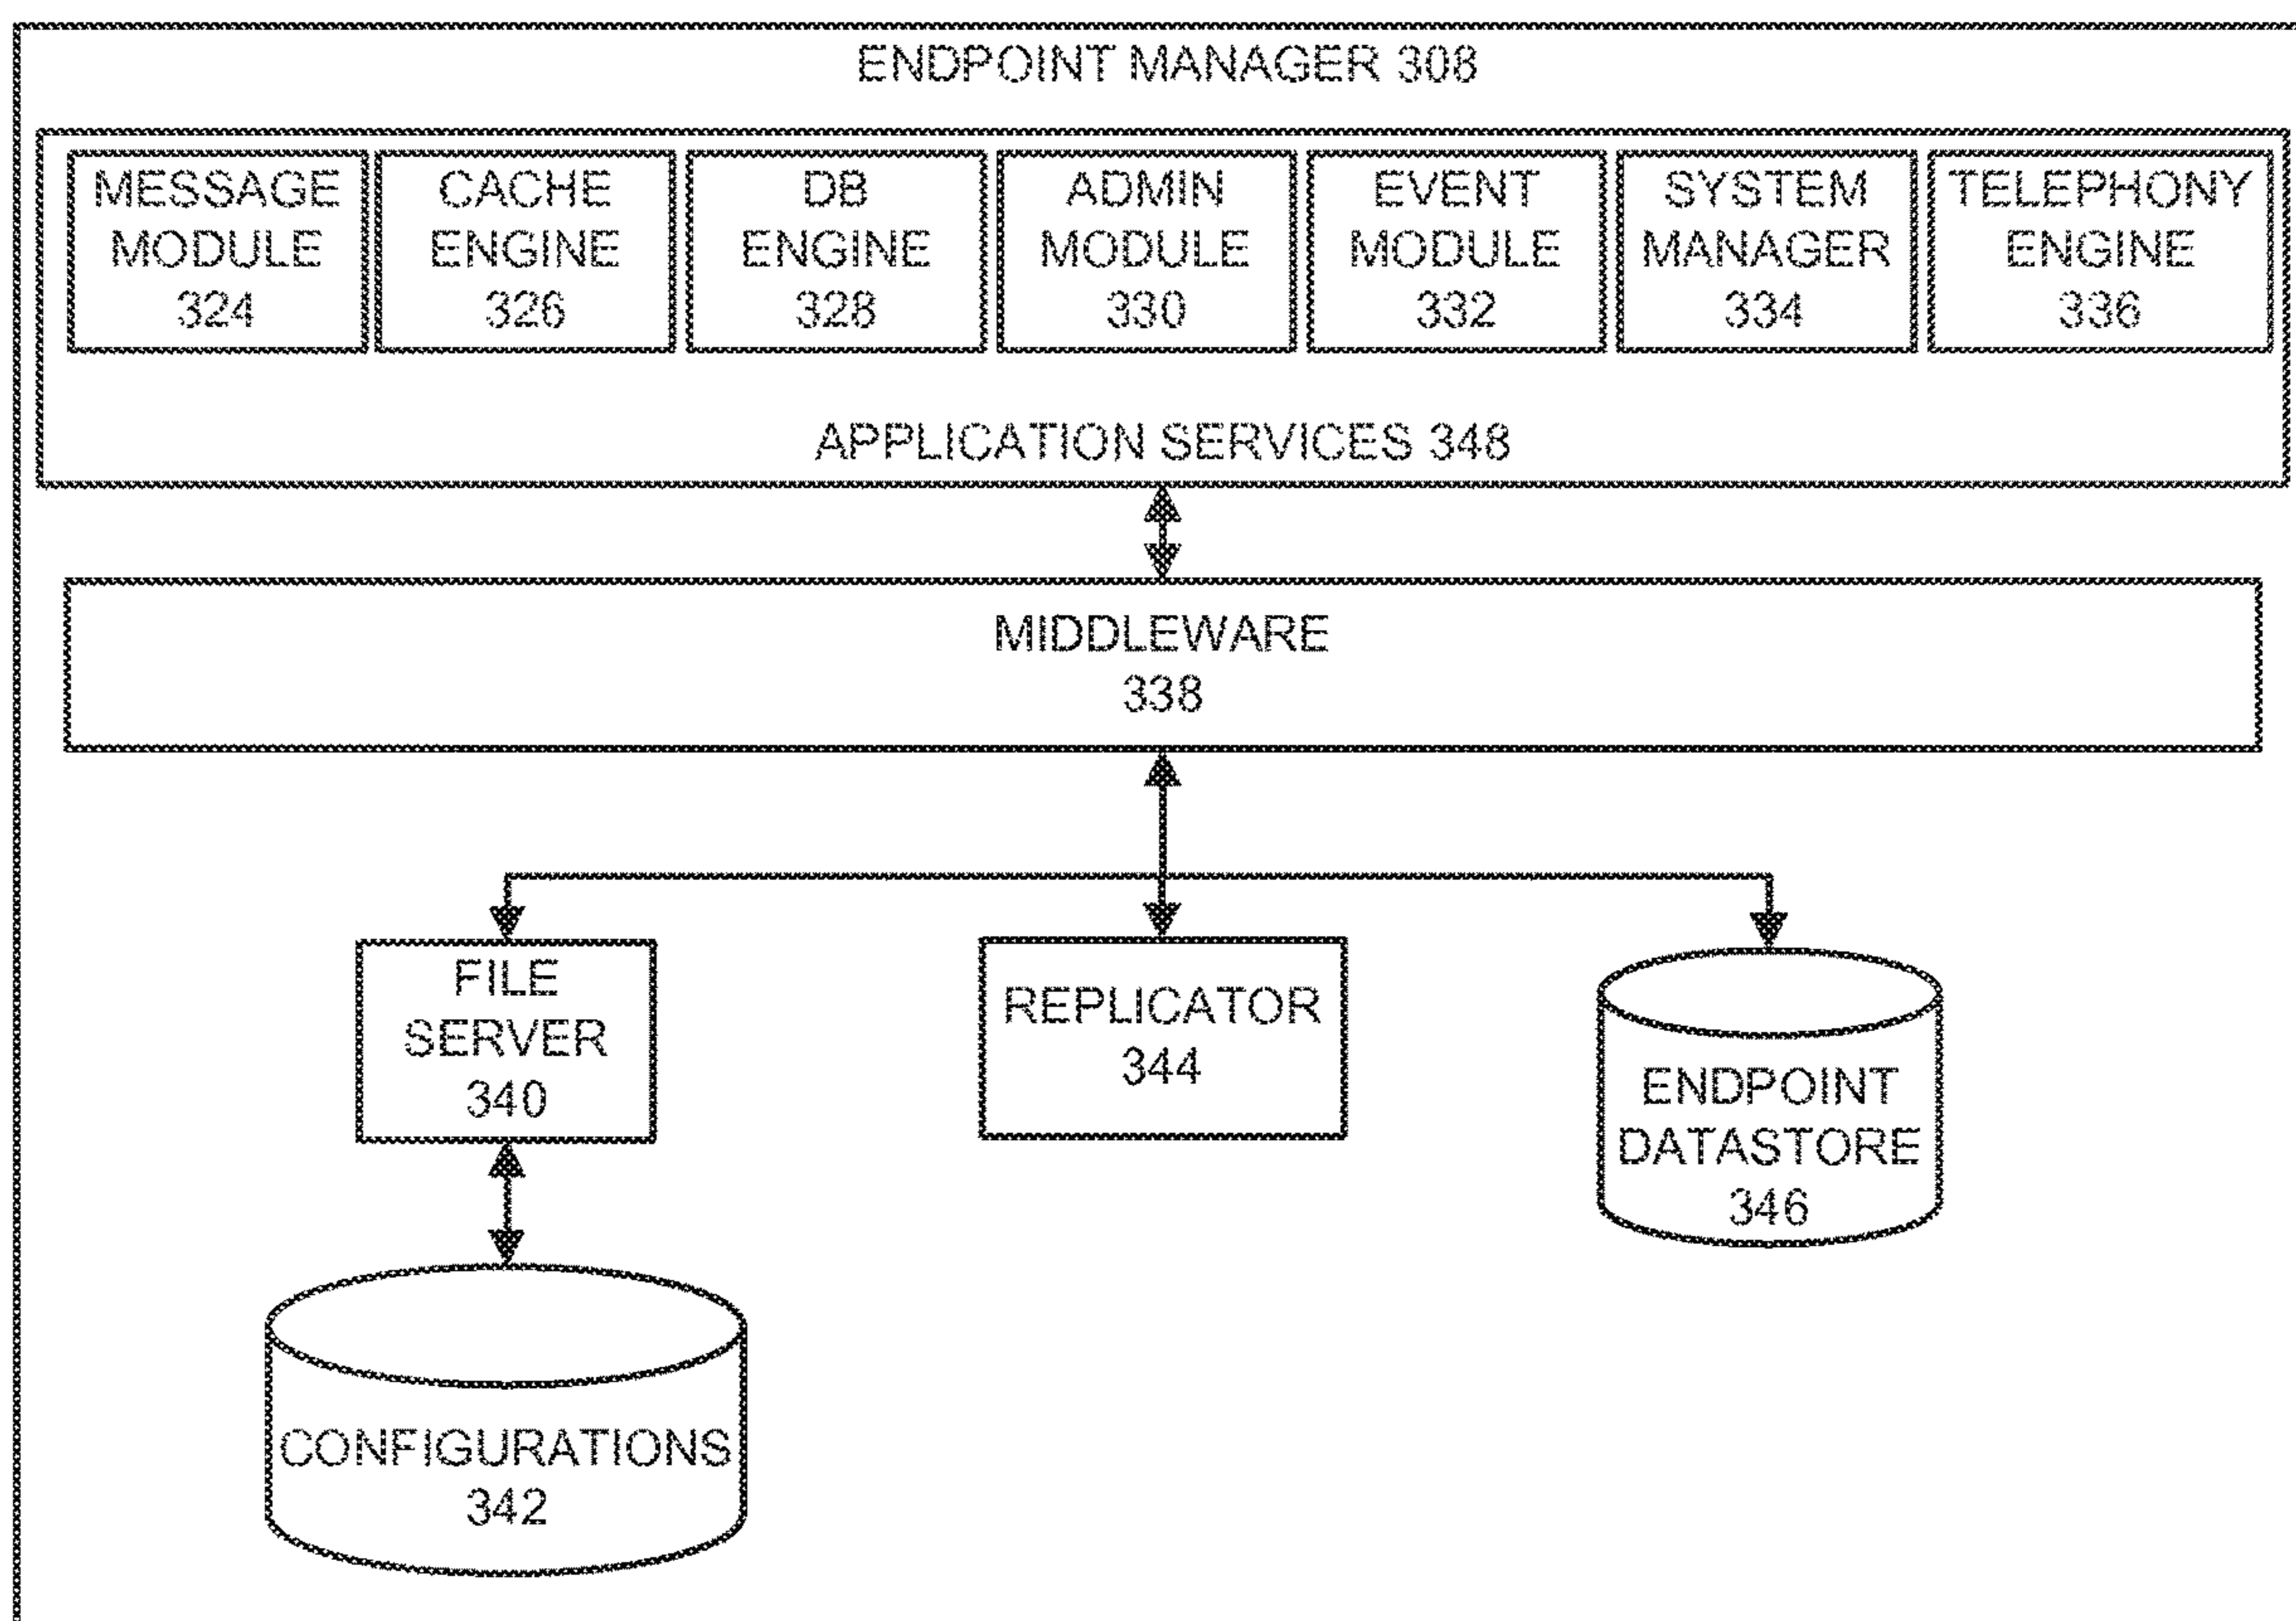 ENDPOINT MANAGER 308
MESSAGE
MODULE
324
CACHE
ENGINE
326
DB
ENGINE
328
ADMIN
MODULE
330
EVENT
MODULE
332
SYSTEM
MANAGER
334
TELEPHONY
ENGINE
336
APPLICATION SERVICES 348
MIDDLEWARE
338
FILE
SERVER
340
REPLICATOR
344
ENDPOINT
DATASTORE
346
CONFIGURATIONS
342